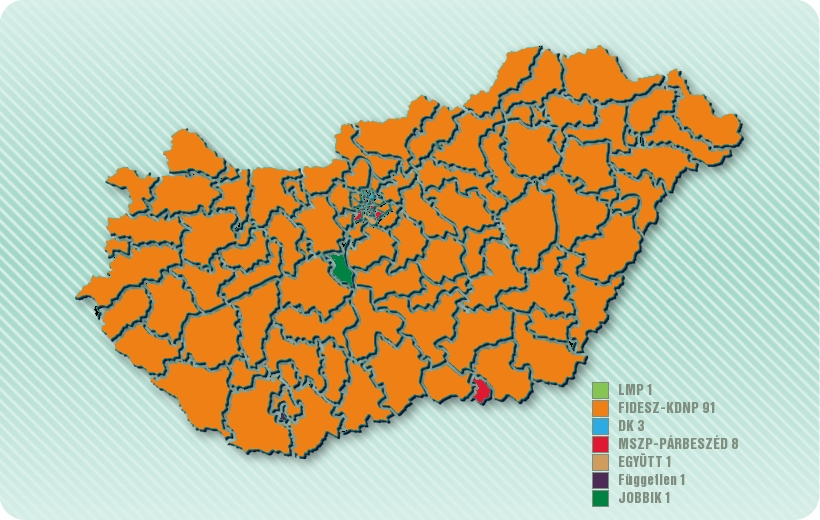 LMP 1
FIDESZ-KDNP 91
DK 3
MSZP-PÁRBESZÉD 8
EGYÜTT 1
Független 1
JOBBIK 1